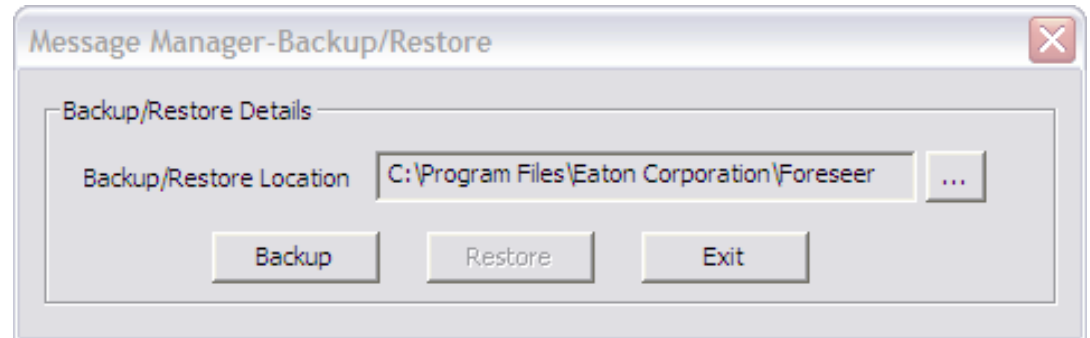 Message Manager-Backup/Restore
Backup/Restore Details
Backup/Restore Location C:\Program Files\Eaton Corporation\Foreseer ...
Backup Restore Exit